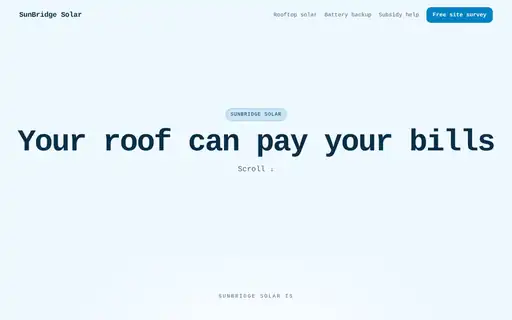 SunBridge Solar
Rooftop solar Battery backup Subsidy help Free site survey
SUNBRIDGE SOLAR
Your roof can pay your bills
Scroll ↓
SUNBRIDGE SOLAR IS